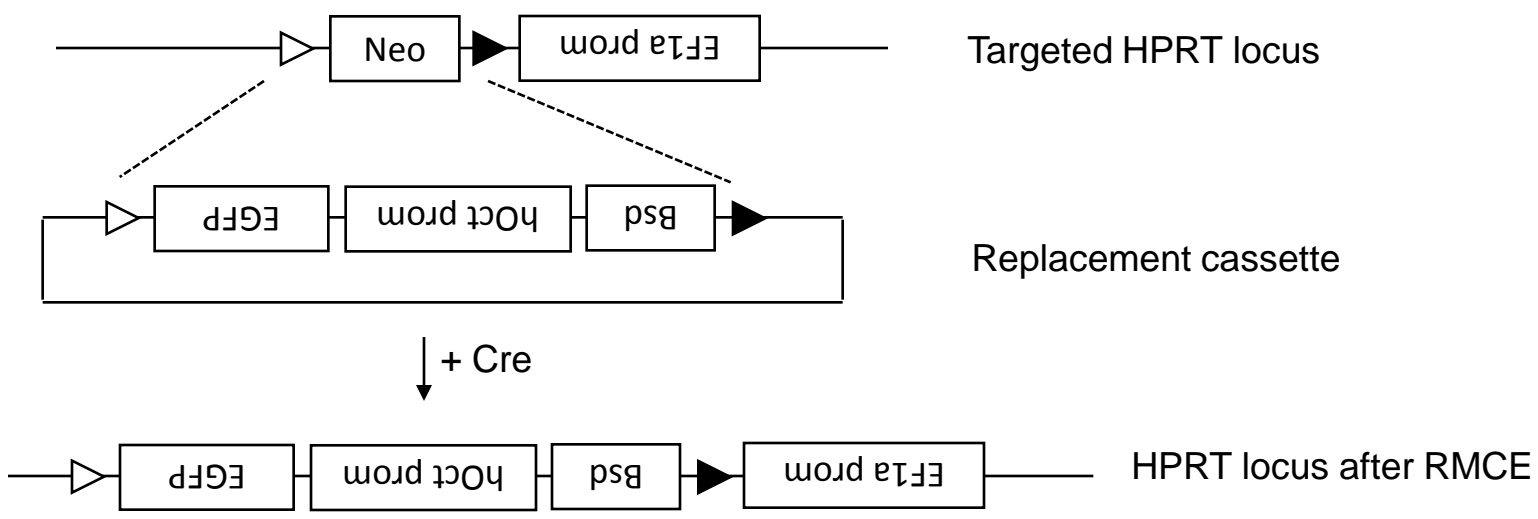 Neo
EF1a prom
Targeted HPRT locus
EGFP
hOct prom
Bsd
Replacement cassette
+ Cre
EGFP
hOct prom
Bsd
EF1a prom
HPRT locus after RMCE